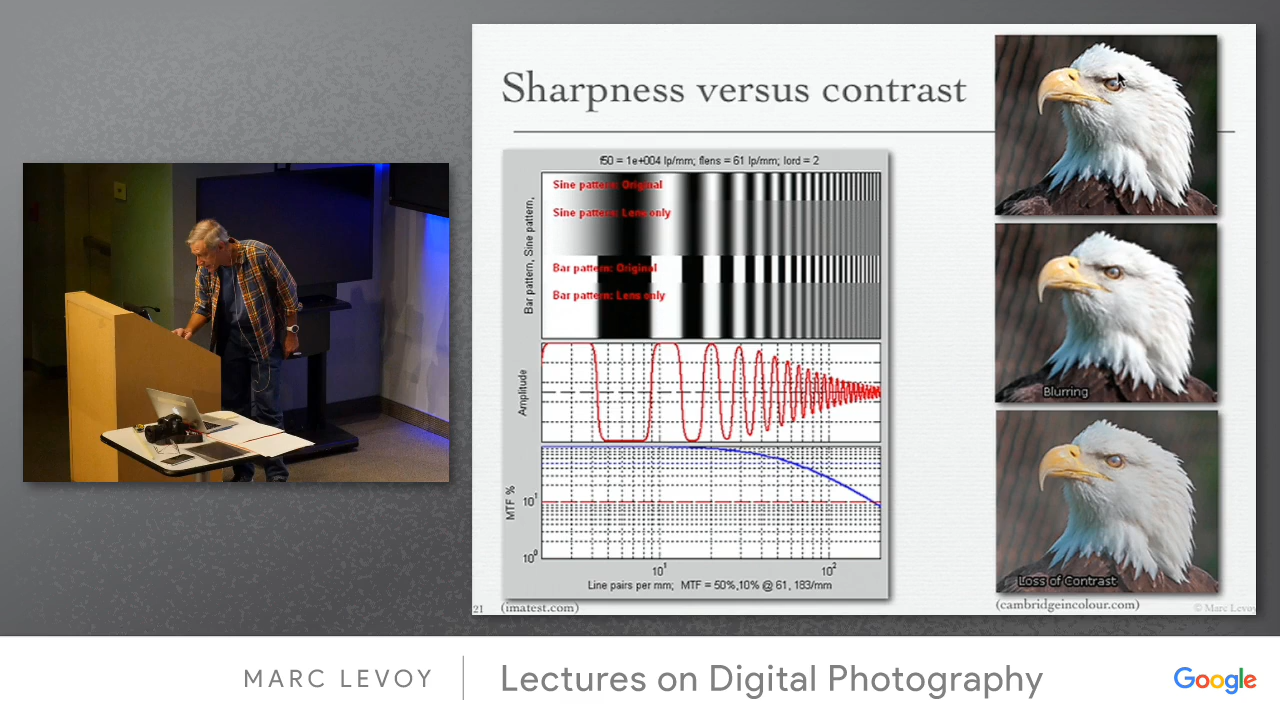 Sharpness versus contrast
f50 = 1e+004 lp/mm; flens = 61 lp/mm; lord = 2
Bar pattern, Sine pattern,
Sine pattern: Original
Sine pattern: Lens only
Bar pattern: Original
Bar pattern: Lens only
Amplitude
MTF %
10¹
10⁰
10¹
10²
Line pairs per mm; MTF = 50%,10% @ 61, 183/mm
Blurring
Loss of Contrast
21
(imatest.com)
(cambridgeincolour.com)
© Marc Levoy
MARC LEVOY
Lectures on Digital Photography
Google